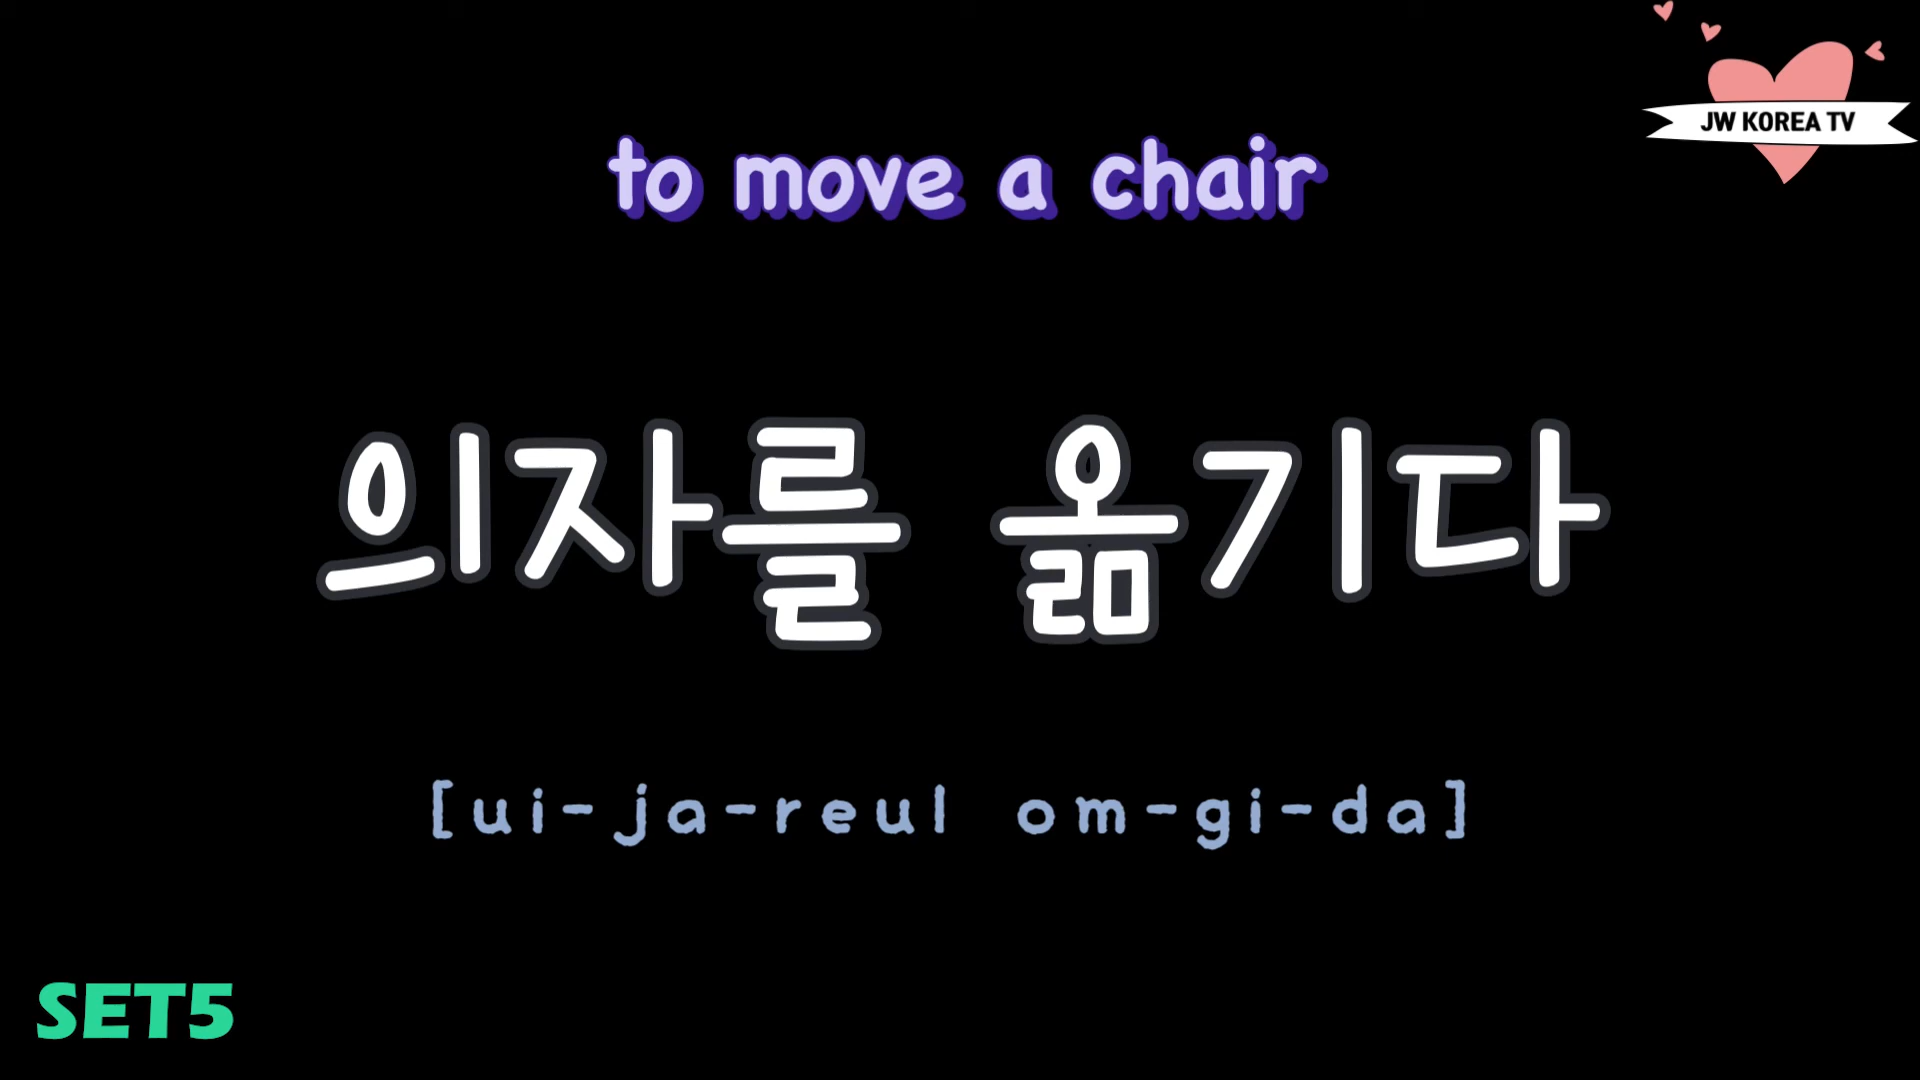 JW KOREA TV
to move a chair
의자를 옮기다
[ui-ja-reul om-gi-da]
SET5